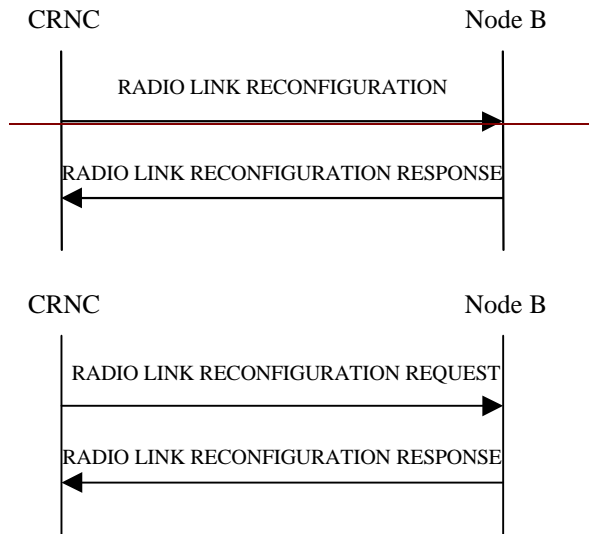 CRNC Node B
RADIO LINK RECONFIGURATION
RADIO LINK RECONFIGURATION RESPONSE
CRNC Node B
RADIO LINK RECONFIGURATION REQUEST
RADIO LINK RECONFIGURATION RESPONSE